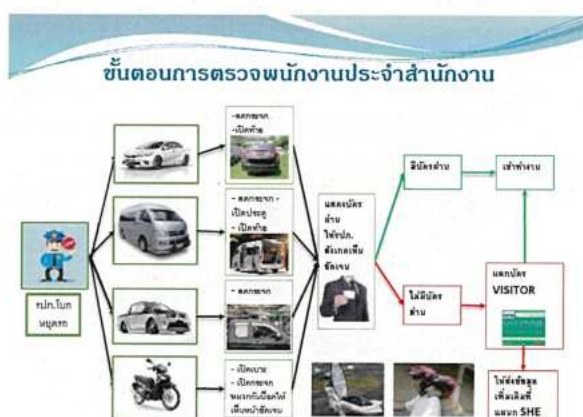 ขั้นตอนการตรวจพนักงานประจำสำนักงาน
-ลดกระจก
-เปิดท้าย
- ลดกระจก -
เปิดประตู
- เปิดท้าย
- ลดกระจก
- เปิดเบาะ
- เปิดกระจก
หมวกกันน็อคให้
เห็นหน้าชัดเจน
รปภ.โบก
หยุดรถ
แสดงบัตร
ผ่าน
ให้รปภ.
สังเกตเห็น
ชัดเจน
มีบัตรผ่าน
เข้าทำงาน
ไม่มีบัตร
ผ่าน
แลกบัตร
VISITOR
ให้ส่งข้อมูล
เพิ่มเติมที่
แผนก SHE